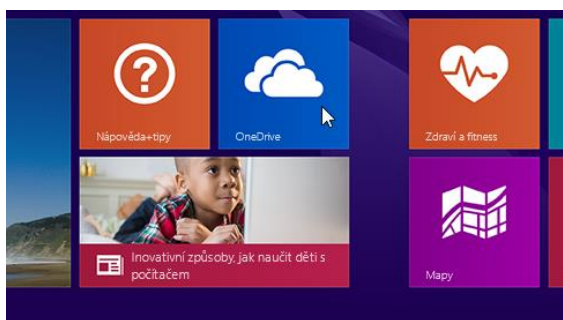 Nápověda+tipy
OneDrive
Zdraví a fitness
Inovativní způsoby, jak naučit děti s
počítačem
Mapy